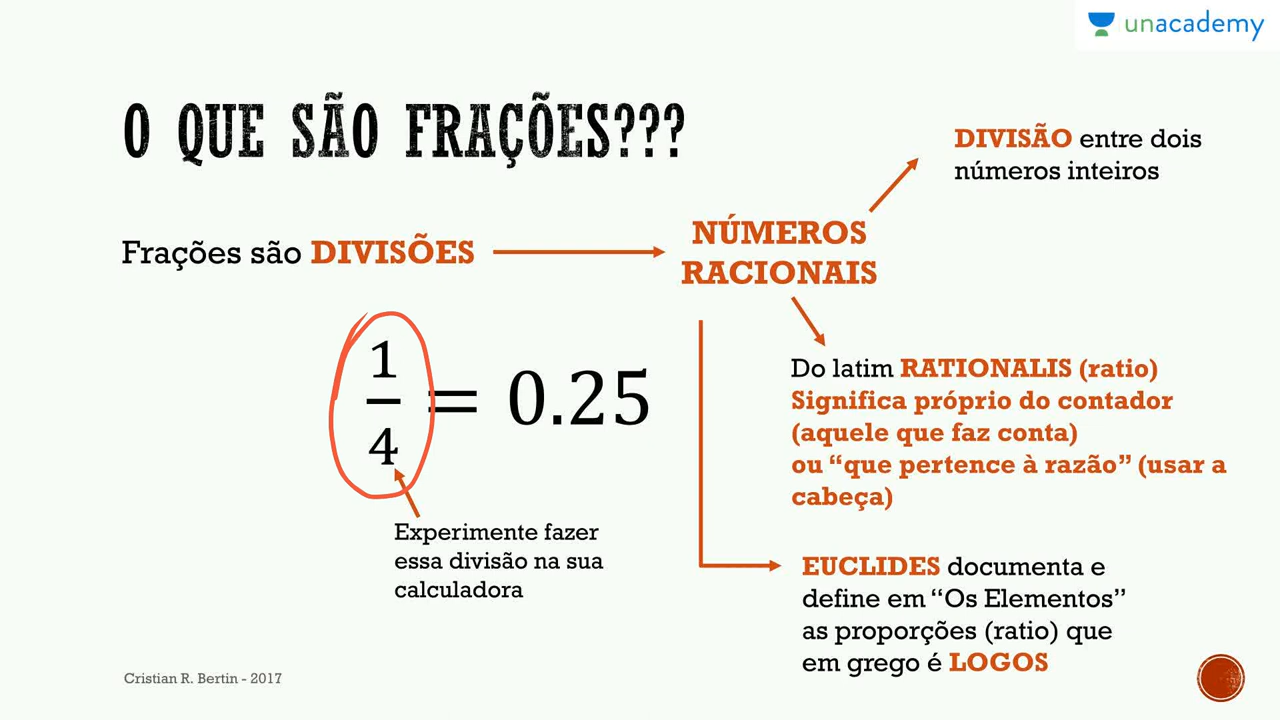 unacademy
O QUE SÃO FRAÇÕES???
Frações são DIVISÕES
NÚMEROS
RACIONAIS
DIVISÃO entre dois
números inteiros
1
4
= 0.25
Experimente fazer
essa divisão na sua
calculadora
Do latim RATIONALIS (ratio)
Significa próprio do contador
(aquele que faz conta)
ou “que pertence à razão” (usar a
cabeça)
EUCLIDES documenta e
define em “Os Elementos”
as proporções (ratio) que
em grego é LOGOS
Cristian R. Bertin - 2017